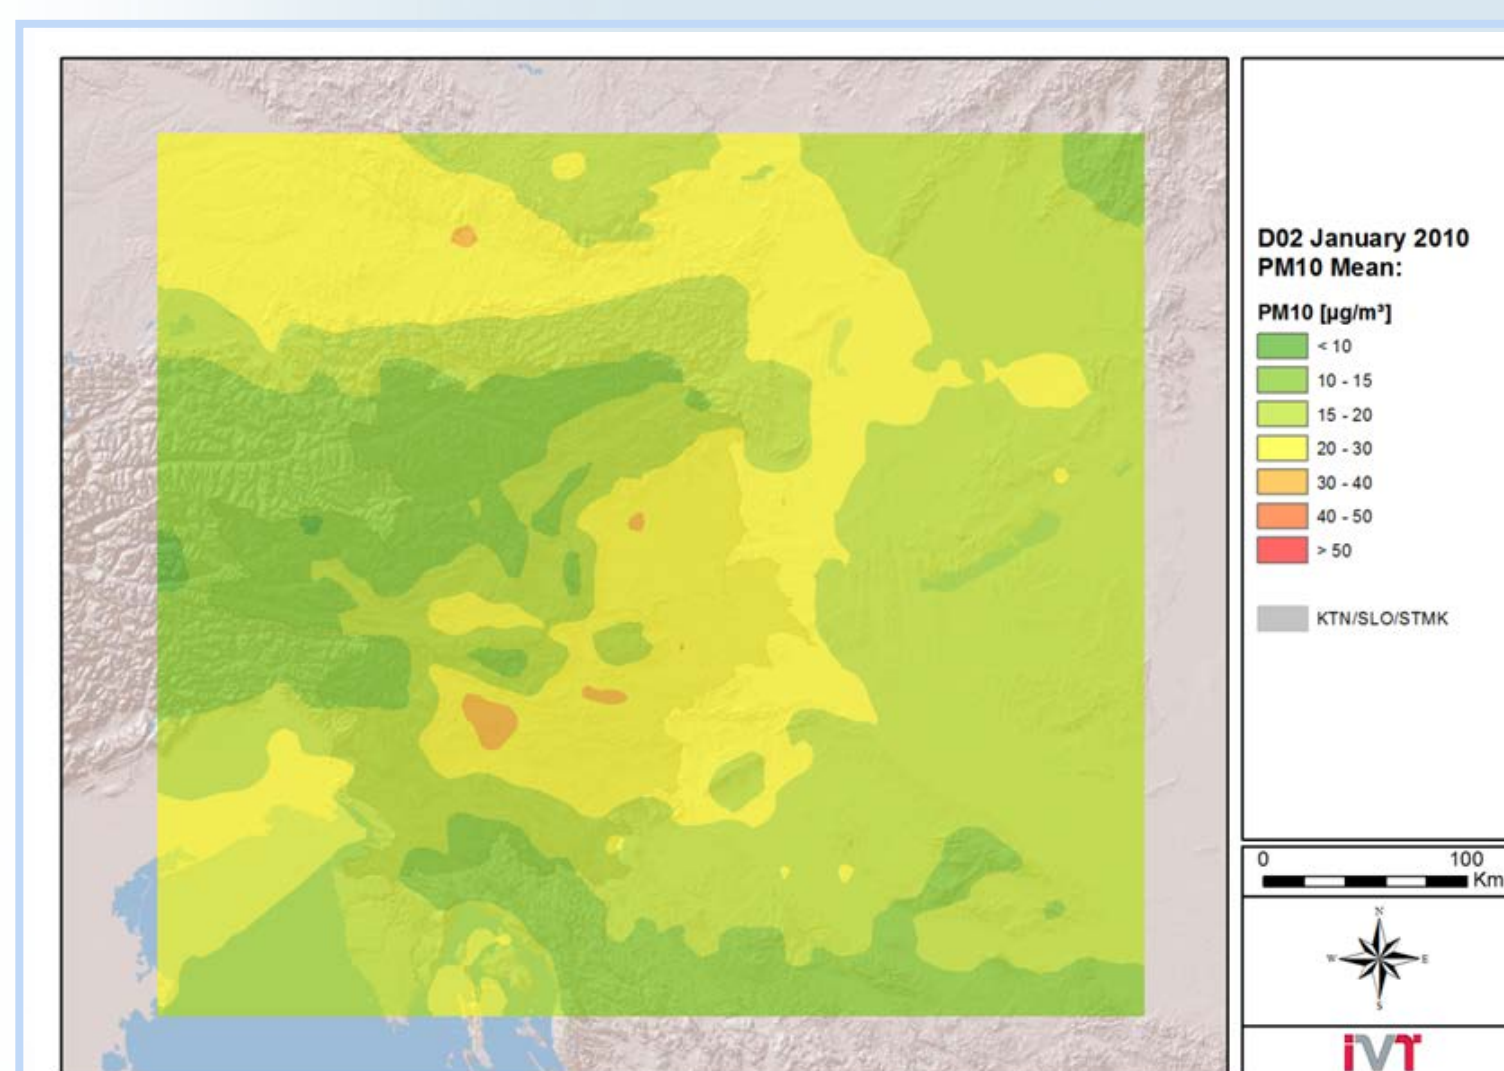 D02 January 2010
PM10 Mean:
PM10 [µg/m³]
< 10
10 - 15
15 - 20
20 - 30
30 - 40
40 - 50
> 50
KTN/SLO/STMK
0 100
Km
N
W E
S
iVT